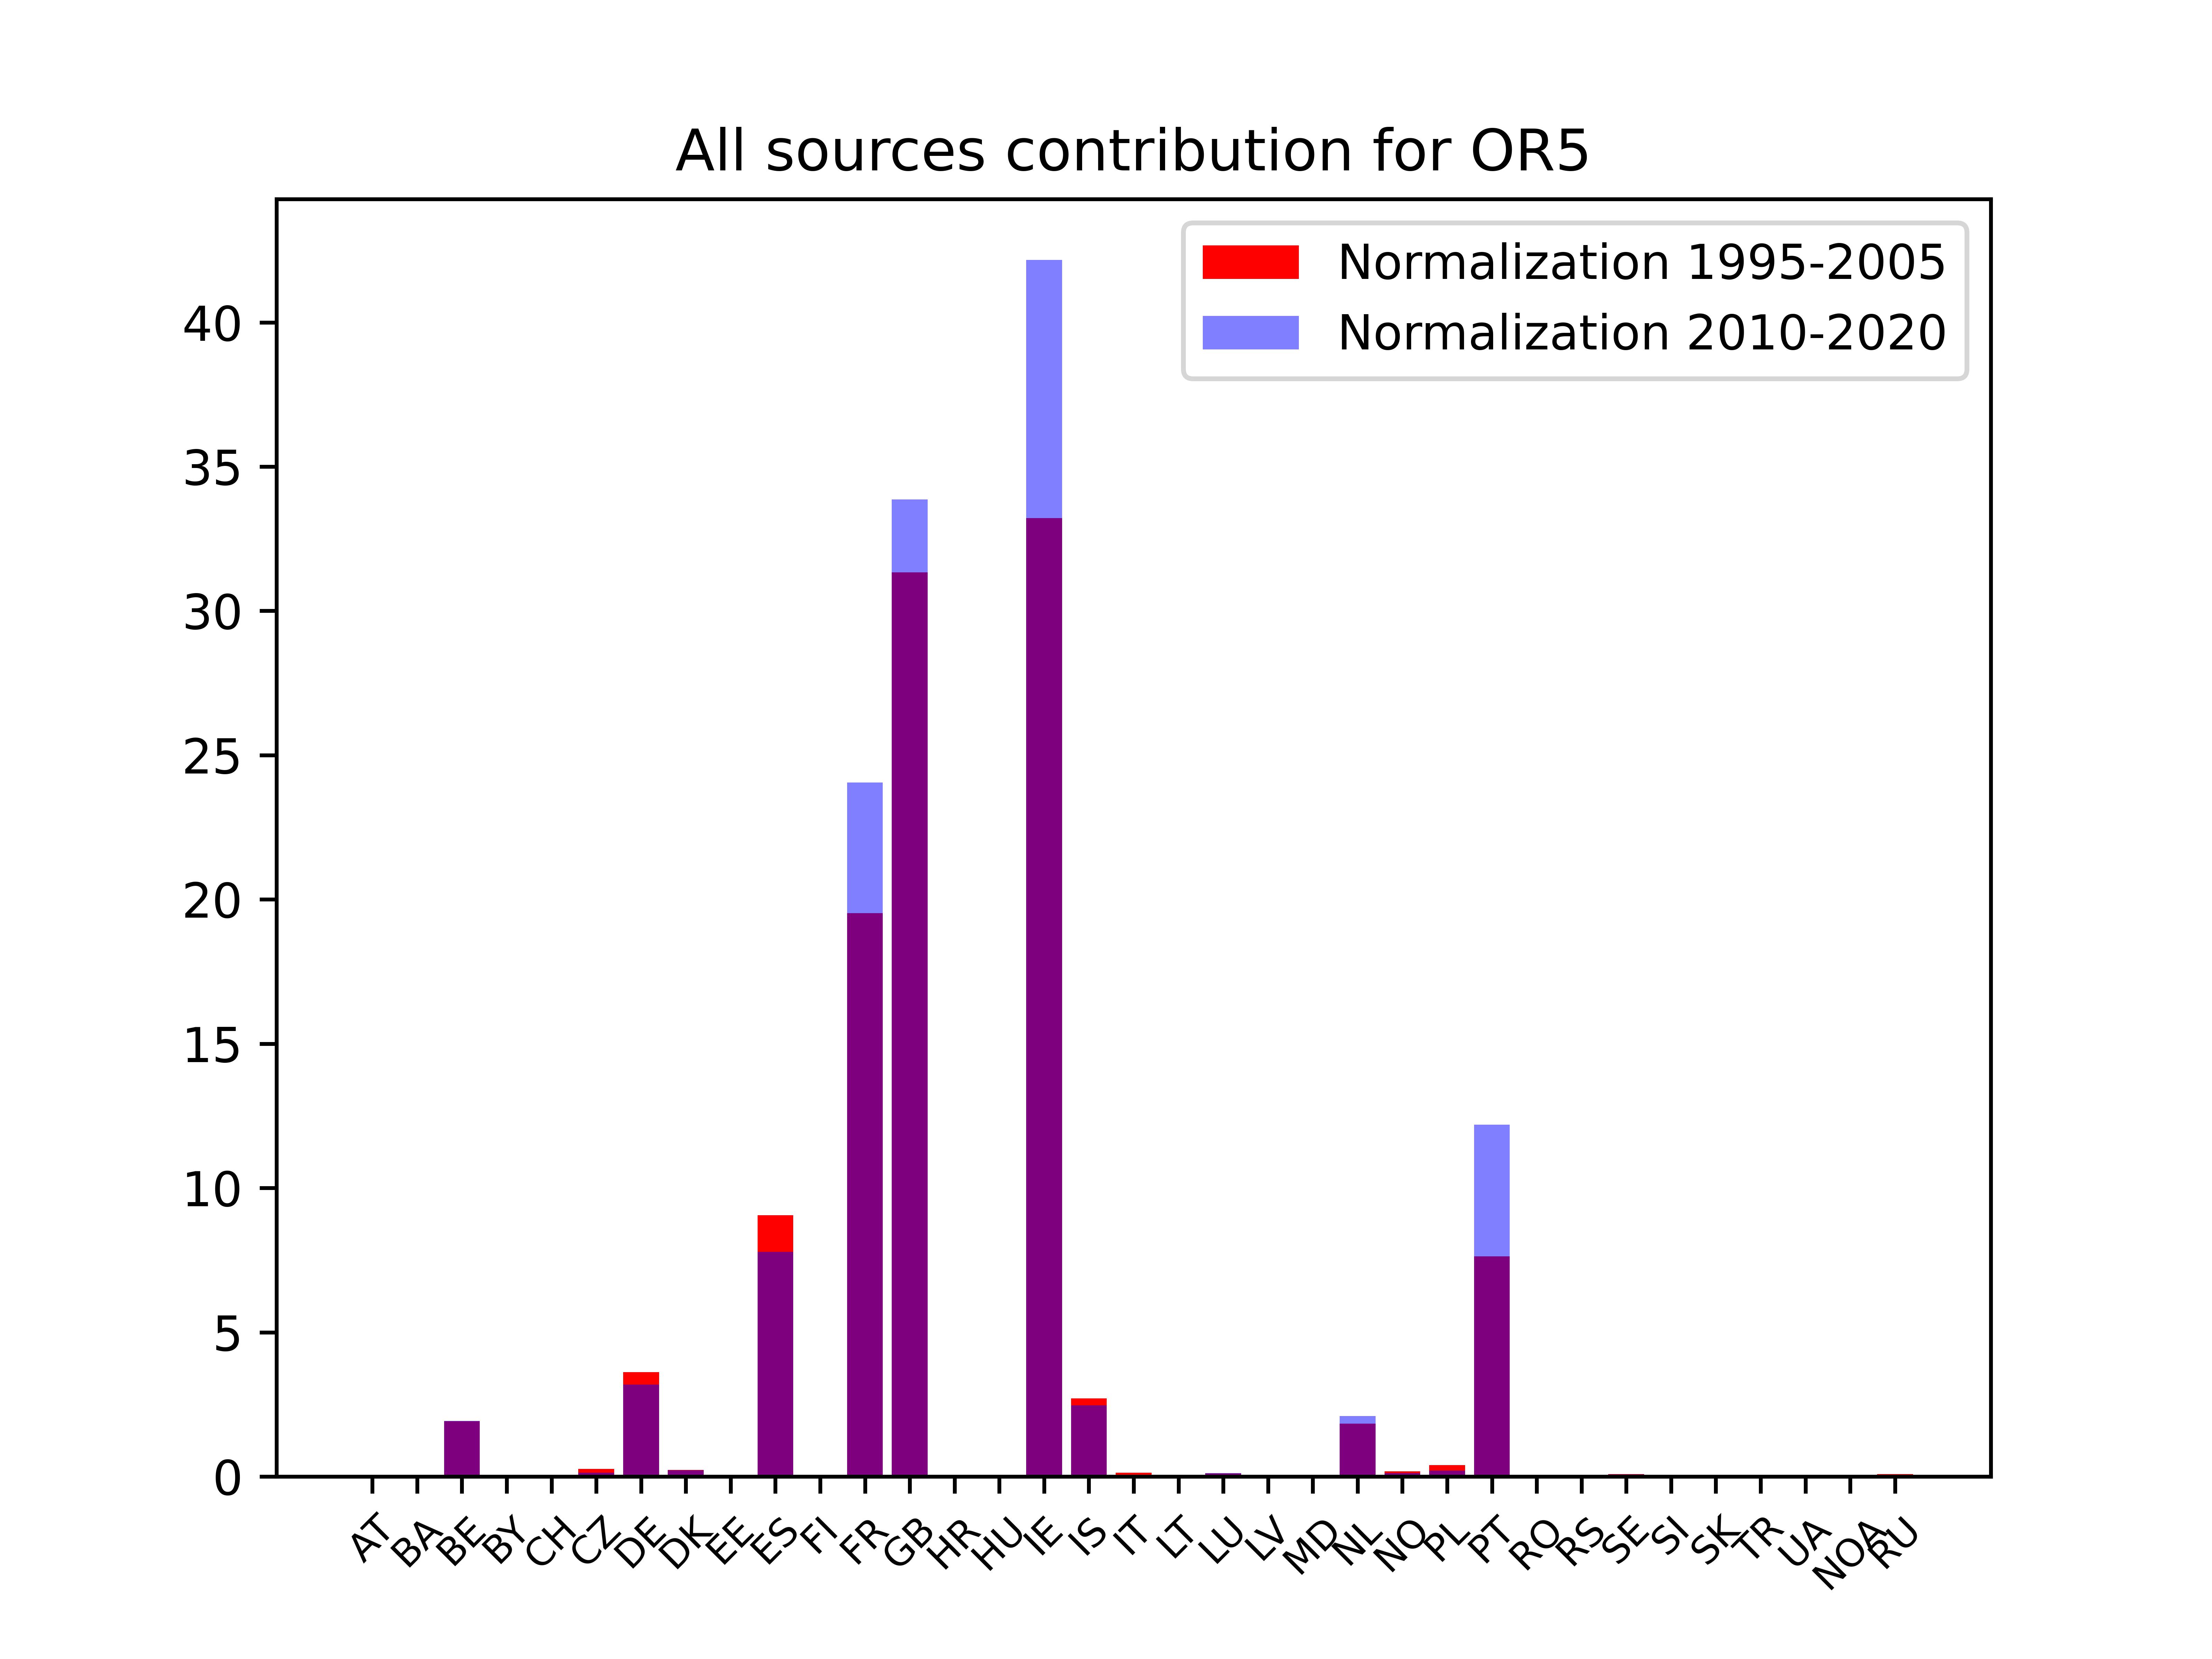 All sources contribution for OR5
Normalization 1995-2005
Normalization 2010-2020
40
35
30
25
20
15
10
5
0
AT BA BE BY CH CZ DE DK EE ES FI FR GB HR HU IE IS IT LT LU LV MD NL NO PL PT RO RS SE SI SK TR UA NOA RU